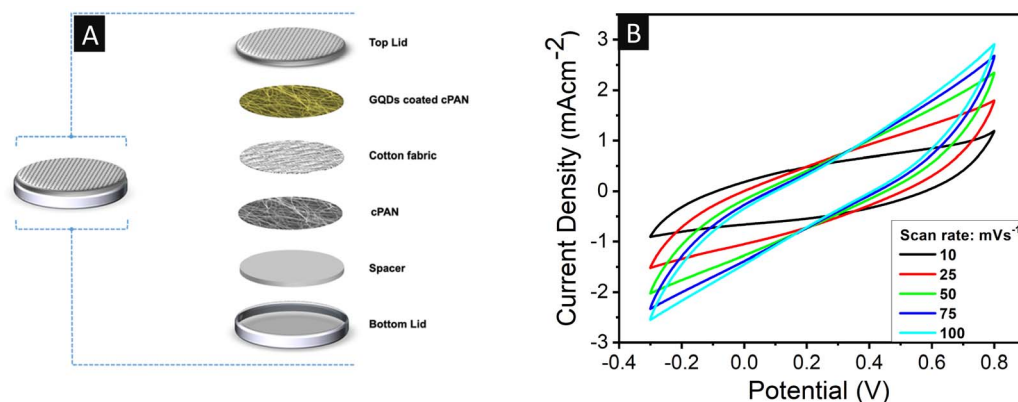 A
Top Lid
GQDs coated cPAN
Cotton fabric
cPAN
Spacer
Bottom Lid
B
Current Density (mAcm⁻²)
3
2
1
0
-1
-2
-3
-0.4 -0.2 0.0 0.2 0.4 0.6 0.8
Potential (V)
Scan rate: mVs⁻¹
10
25
50
75
100